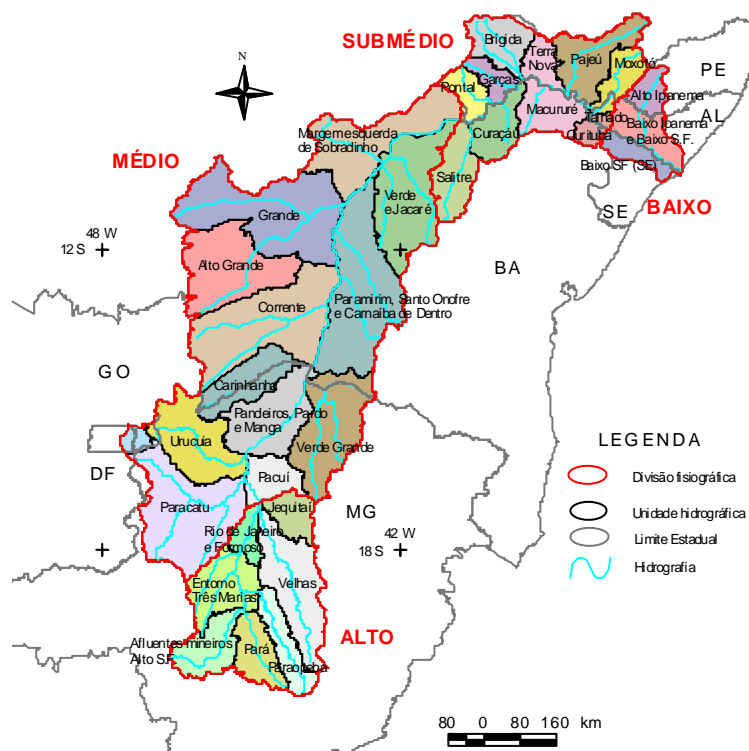 SUBMÉDIO
N
Brígida
Terra
Nova
Pajeú
Moxotó
PE
Pontal
Garças
Alto Ipanema
AL
Macururé
Talhado
Curituba
Baixo Ipanema
e Baixo S.F.
Margem esquerda
de Sobradinho
Curaçáu
Baixo SF (SE)
MÉDIO
Verde
e Jacaré
Salitre
BAIXO
SE
Grande
48 W
12 S
Alto Grande
BA
Corrente
Paramirim, Santo Onofre
e Carnaíba de Dentro
GO
Carinhanha
Pandeiros, Pardo
e Manga
Urucuia
Verde Grande
LEGENDA
DF
Pacuí
Divisão fisiográfica
Paracatu
Jequitaí
MG
Unidade hidrográfica
Rio de Janeiro
e Formoso
42 W
18 S
Limite Estadual
Hidrografia
Velhas
Entorno
Três Marias
Afluentes mineiros
Alto S.F.
Pará
ALTO
Paraopeba
80 0 80 160 km